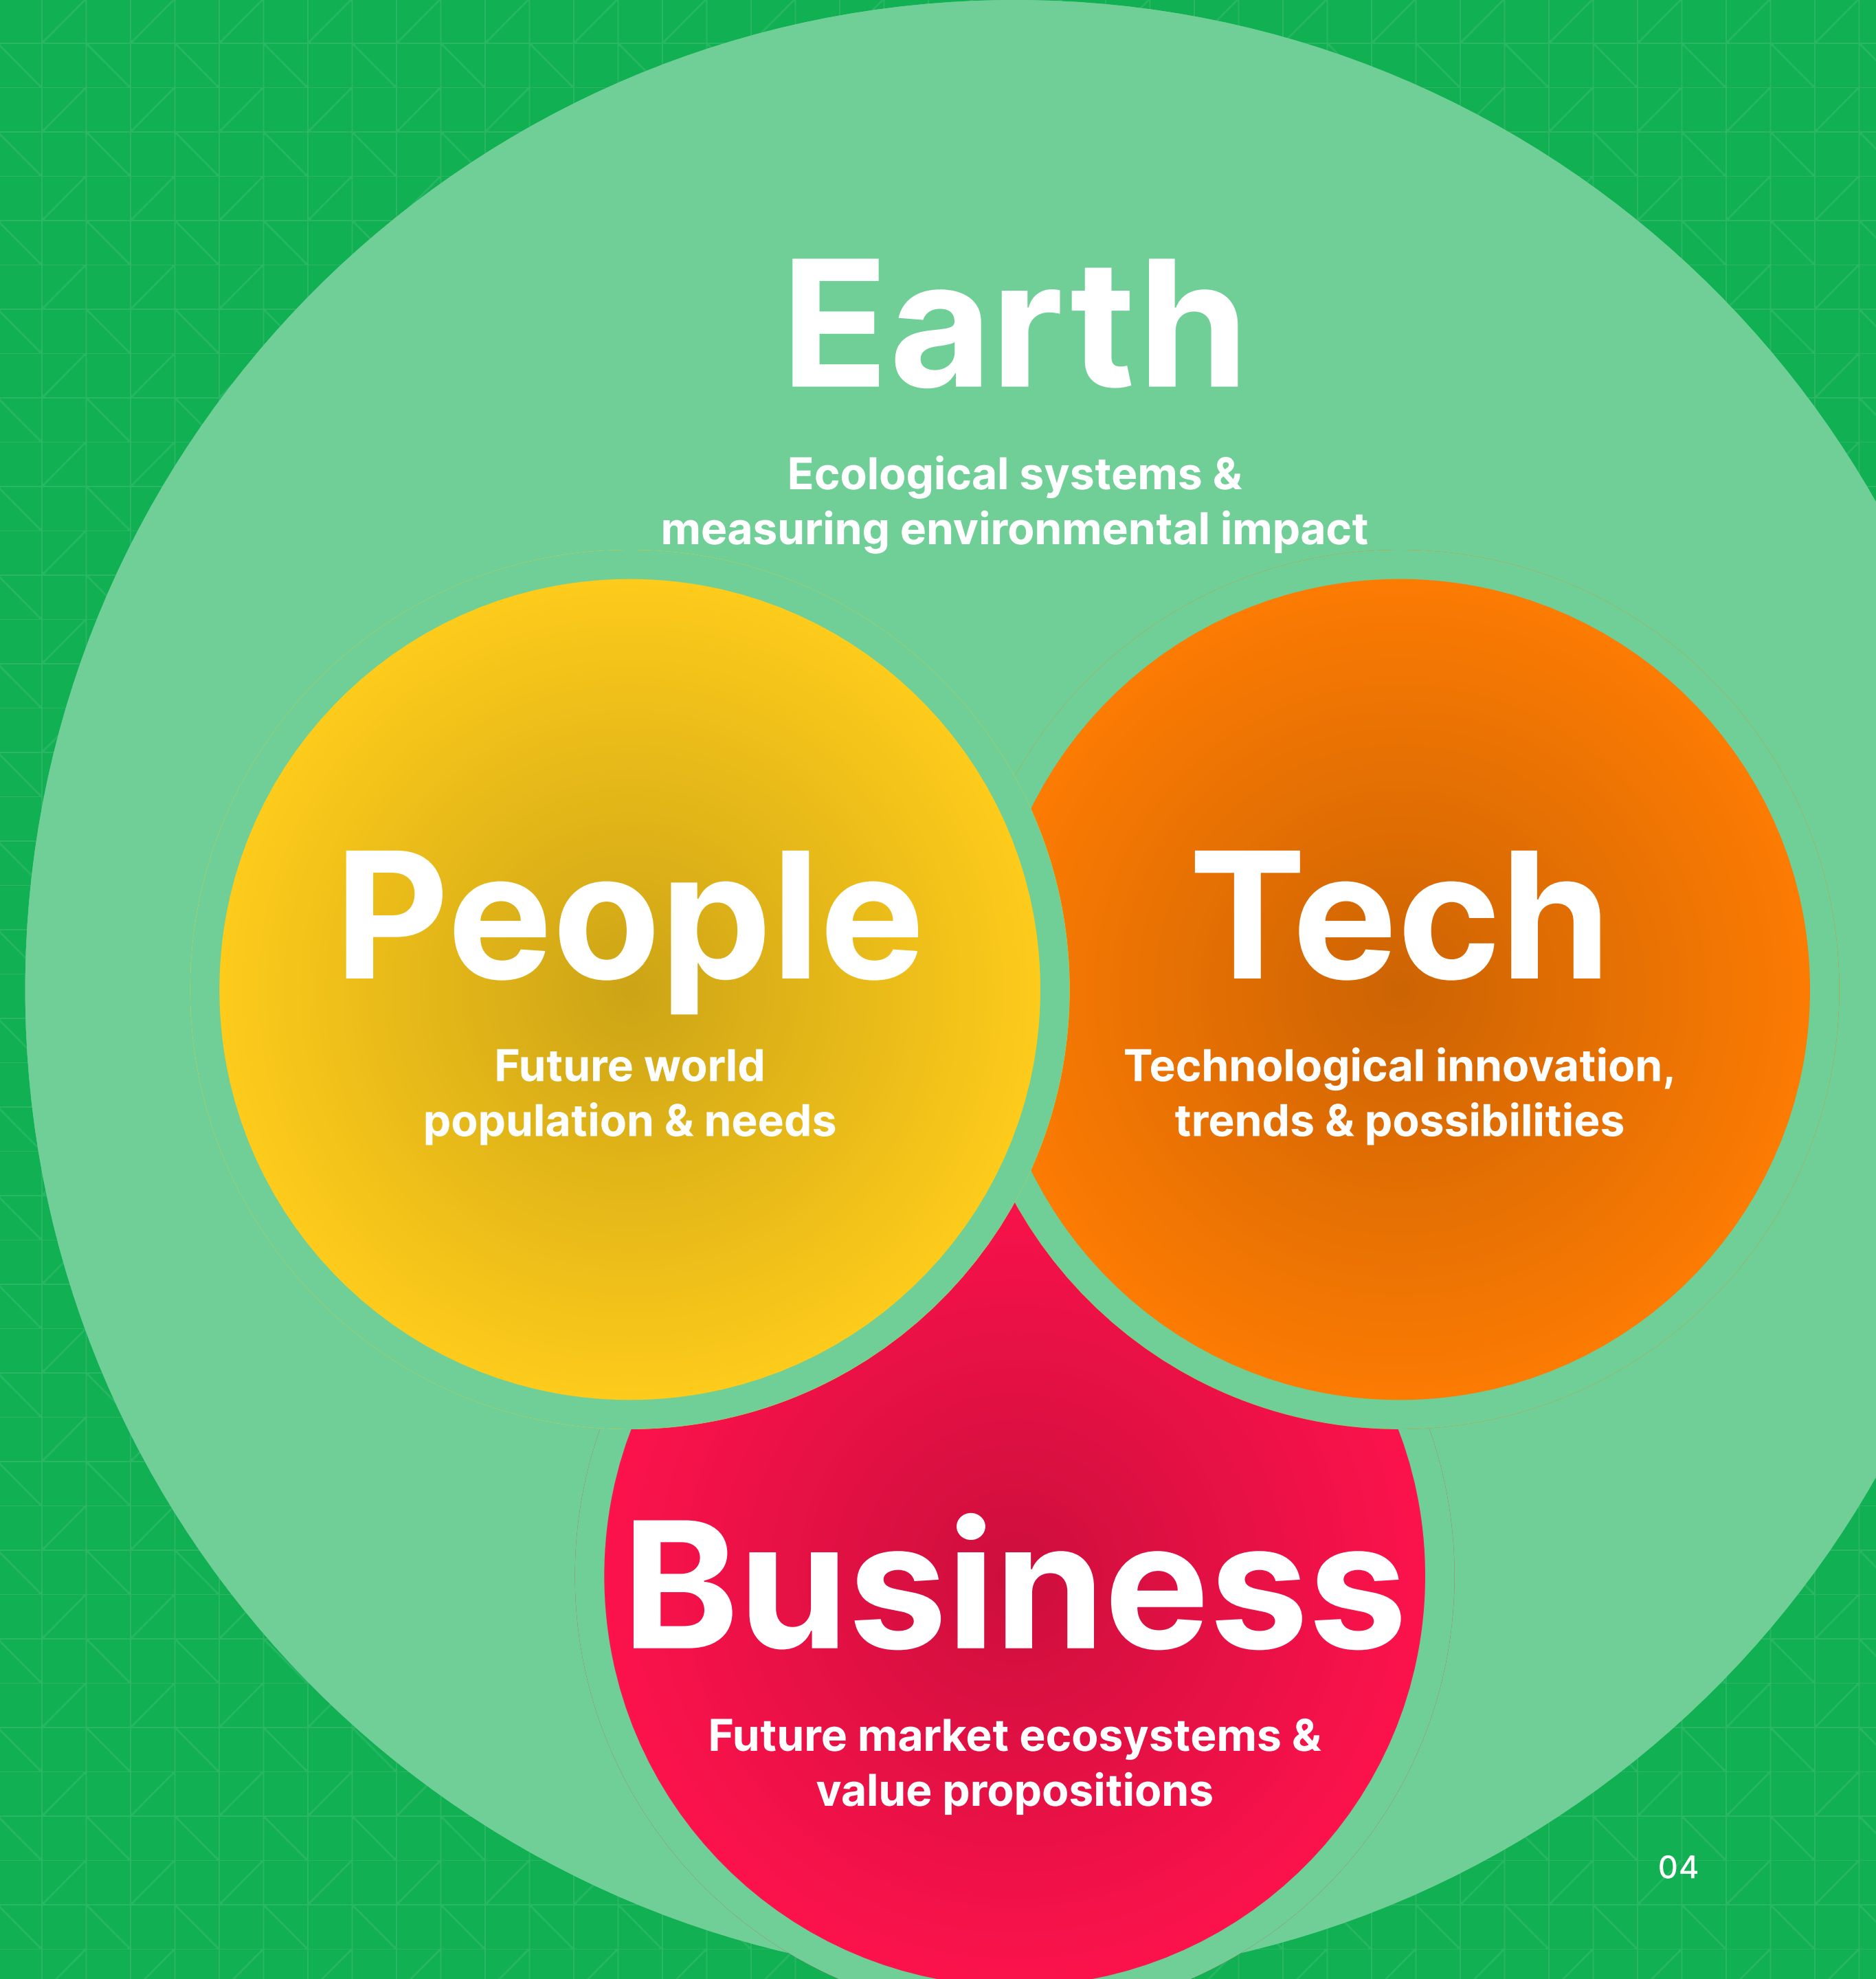 Earth
Ecological systems &
measuring environmental impact
People
Future world
population & needs
Tech
Technological innovation,
trends & possibilities
Business
Future market ecosystems &
value propositions
04